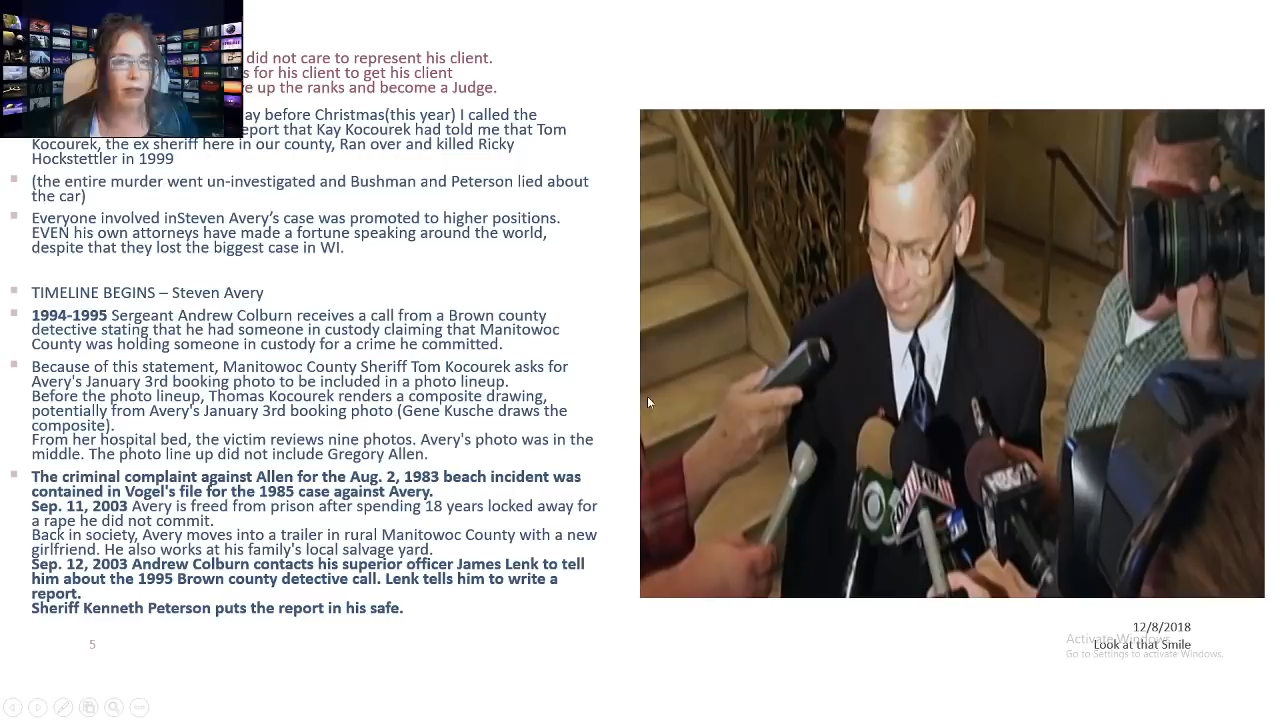 did not care to represent his client.
s for his client to get his client
e up the ranks and become a Judge.
ay before Christmas(this year) I called the
eport that Kay Kocourek had told me that Tom
Kocourek, the ex sheriff here in our county, Ran over and killed Ricky
Hockstettler in 1999
(the entire murder went un-investigated and Bushman and Peterson lied about
the car)
Everyone involved inSteven Avery’s case was promoted to higher positions.
EVEN his own attorneys have made a fortune speaking around the world,
despite that they lost the biggest case in WI.
TIMELINE BEGINS – Steven Avery
1994-1995 Sergeant Andrew Colburn receives a call from a Brown county
detective stating that he had someone in custody claiming that Manitowoc
County was holding someone in custody for a crime he committed.
Because of this statement, Manitowoc County Sheriff Tom Kocourek asks for
Avery's January 3rd booking photo to be included in a photo lineup.
Before the photo lineup, Thomas Kocourek renders a composite drawing,
potentially from Avery's January 3rd booking photo (Gene Kusche draws the
composite).
From her hospital bed, the victim reviews nine photos. Avery's photo was in the
middle. The photo line up did not include Gregory Allen.
The criminal complaint against Allen for the Aug. 2, 1983 beach incident was
contained in Vogel's file for the 1985 case against Avery.
Sep. 11, 2003 Avery is freed from prison after spending 18 years locked away for
a rape he did not commit.
Back in society, Avery moves into a trailer in rural Manitowoc County with a new
girlfriend. He also works at his family's local salvage yard.
Sep. 12, 2003 Andrew Colburn contacts his superior officer James Lenk to tell
him about the 1995 Brown county detective call. Lenk tells him to write a
report.
Sheriff Kenneth Peterson puts the report in his safe.
5
FOX
12/8/2018
Look at that Smile
Activate Windows
Go to Settings to activate Windows.